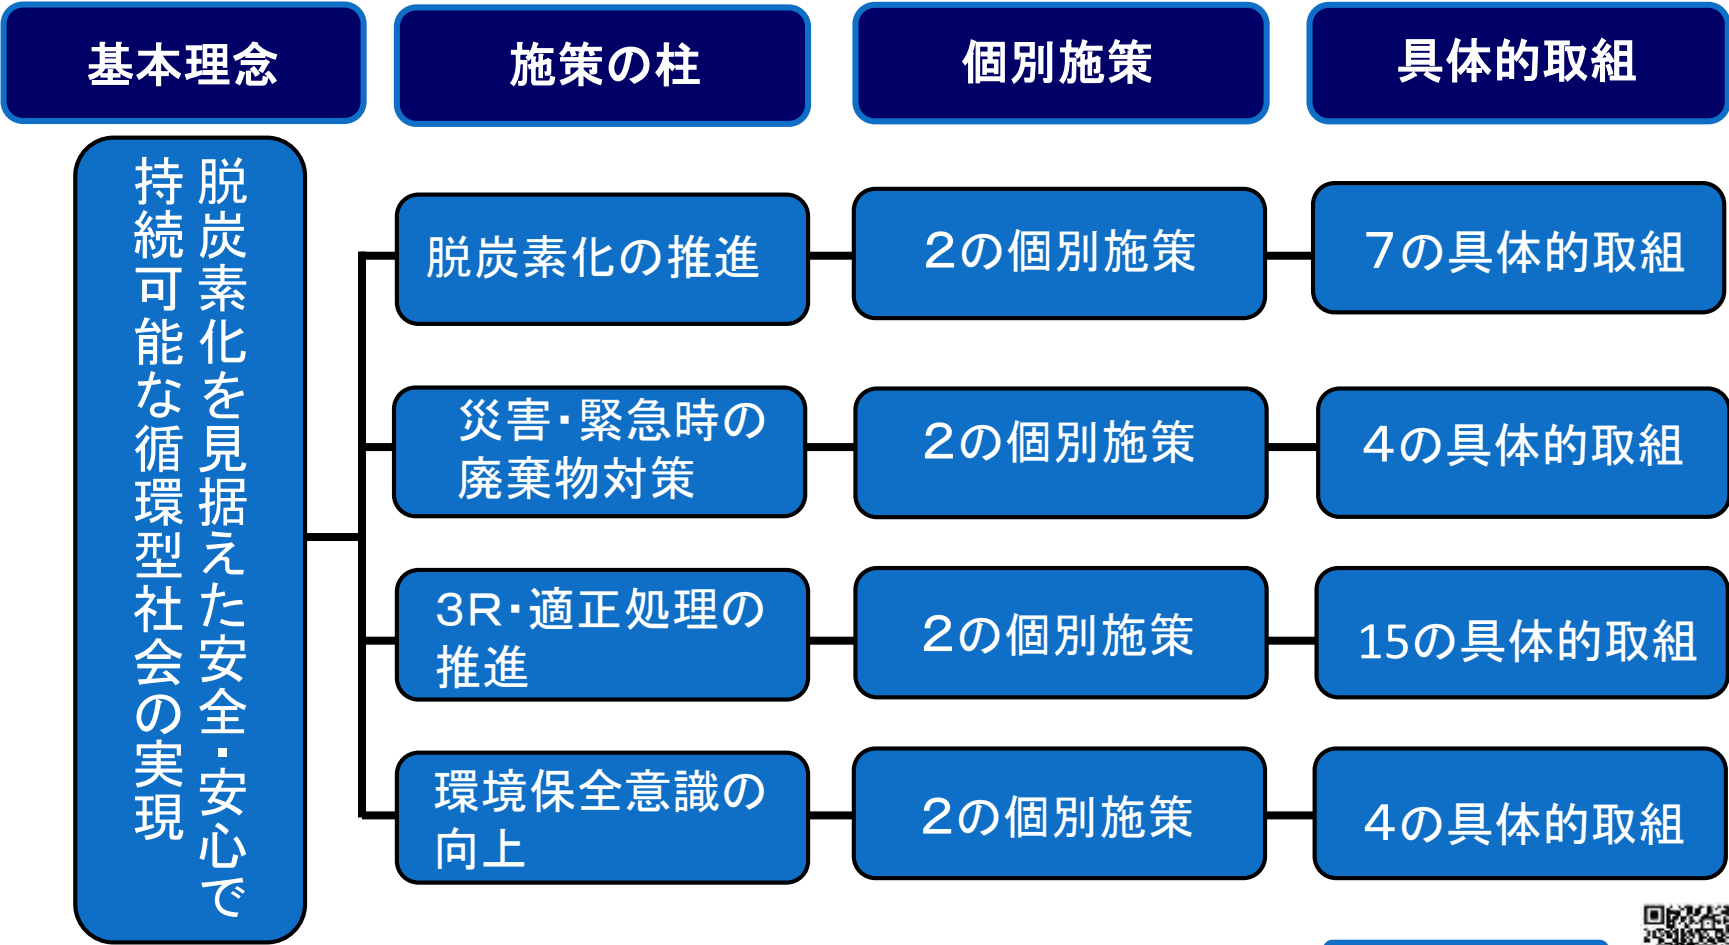 基本理念
施策の柱
個別施策
具体的取組
脱炭素化を見据えた安全・安心で
持続可能な循環型社会の実現
脱炭素化の推進
２の個別施策
７の具体的取組
災害・緊急時の
廃棄物対策
２の個別施策
４の具体的取組
３Ｒ・適正処理の
推進
２の個別施策
15の具体的取組
環境保全意識の
向上
２の個別施策
４の具体的取組